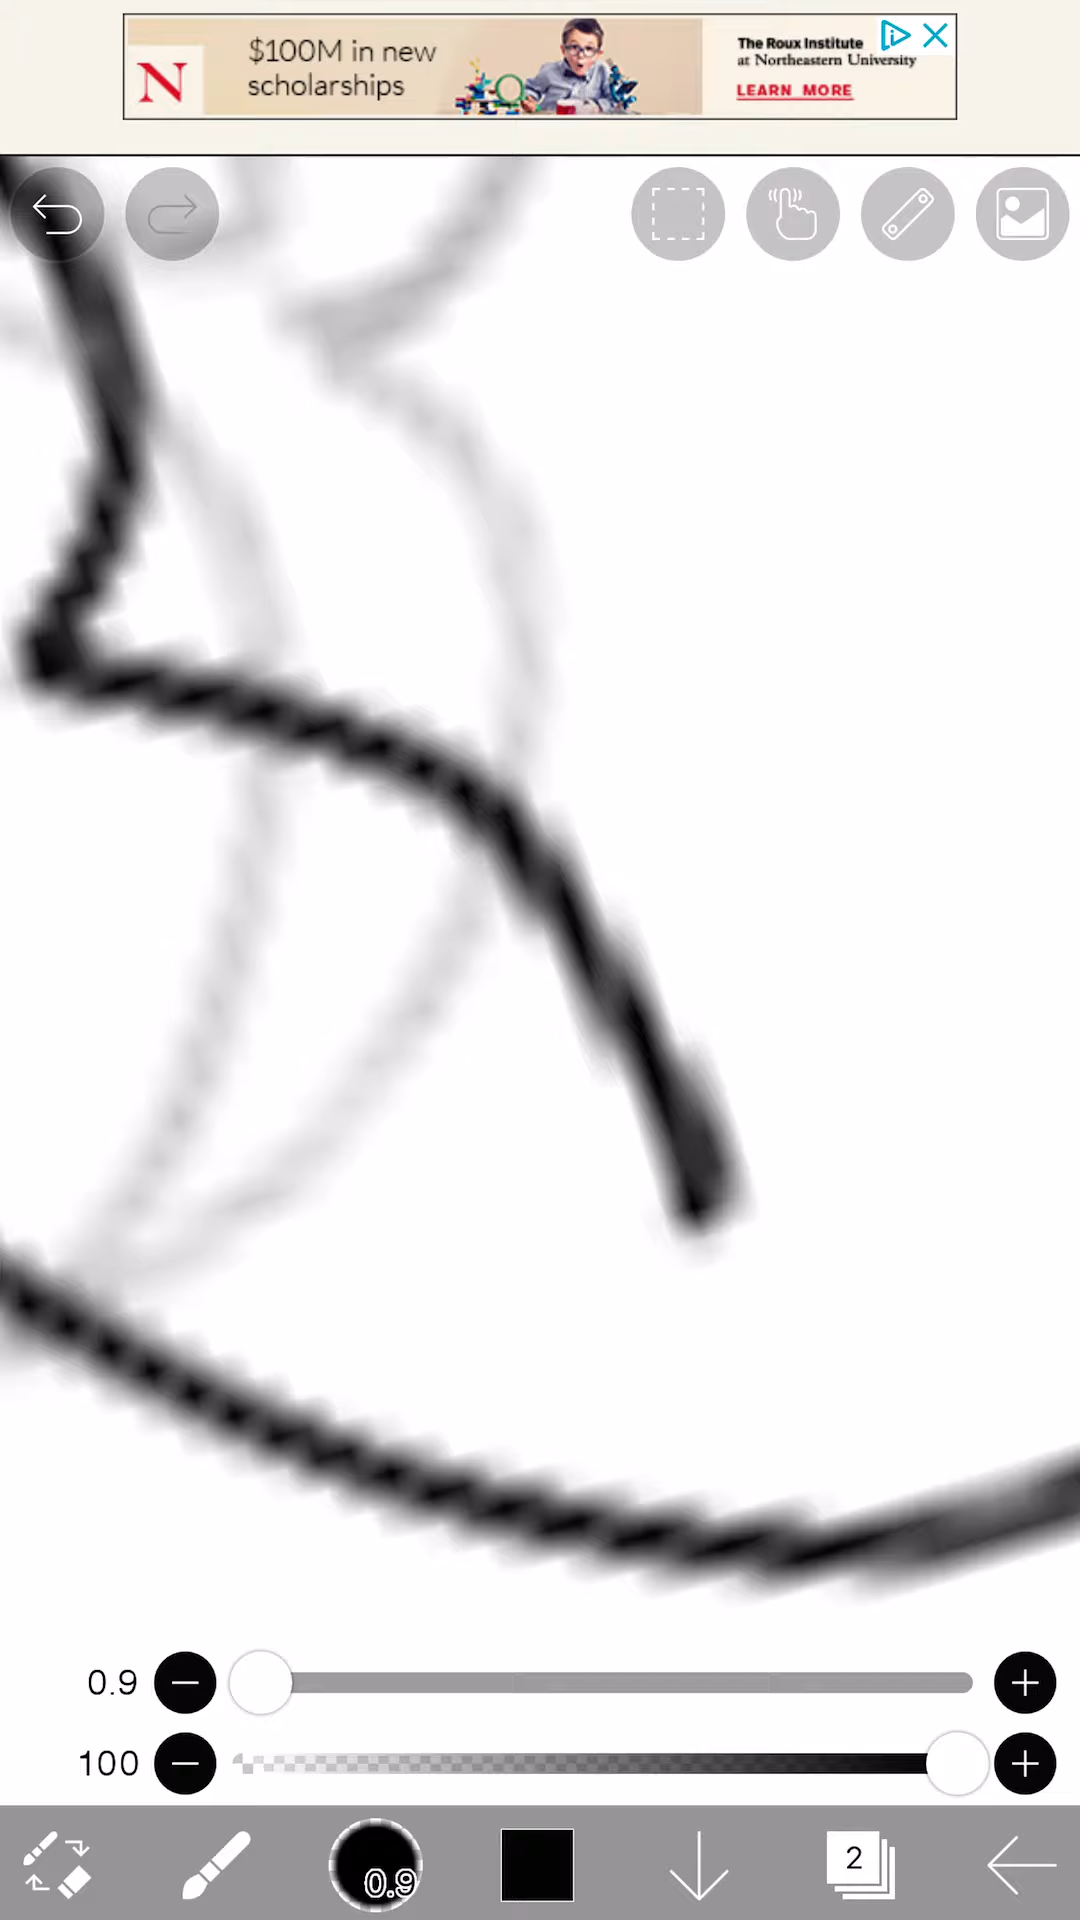 $100M in new
scholarships
N
The Roux Institute
at Northeastern University
LEARN MORE
0.9
100
0.9
2